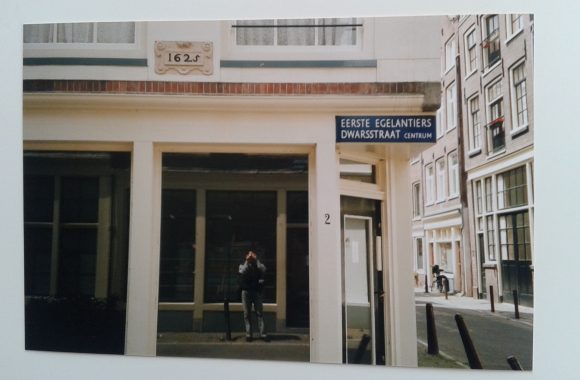 1625
EERSTE EGELANTIERS
DWARSSTRAAT CENTRUM
2